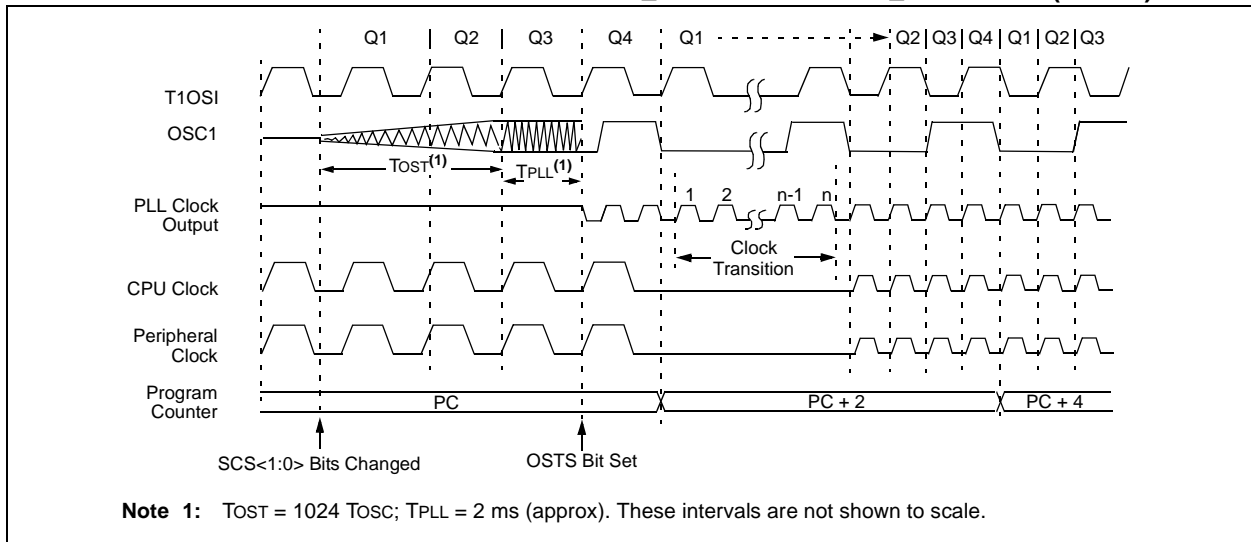 Q1 Q2 Q3 Q4 Q1 Q2 Q3 Q4 Q1 Q2 Q3
T1OSI
OSC1
TOST(1) TPLL(1)
1 2 n-1 n
PLL Clock
Output
Clock
Transition
CPU Clock
Peripheral
Clock
Program
Counter
PC PC + 2 PC + 4
SCS<1:0> Bits Changed OSTS Bit Set
Note 1: TOST = 1024 TOSC; TPLL = 2 ms (approx). These intervals are not shown to scale.